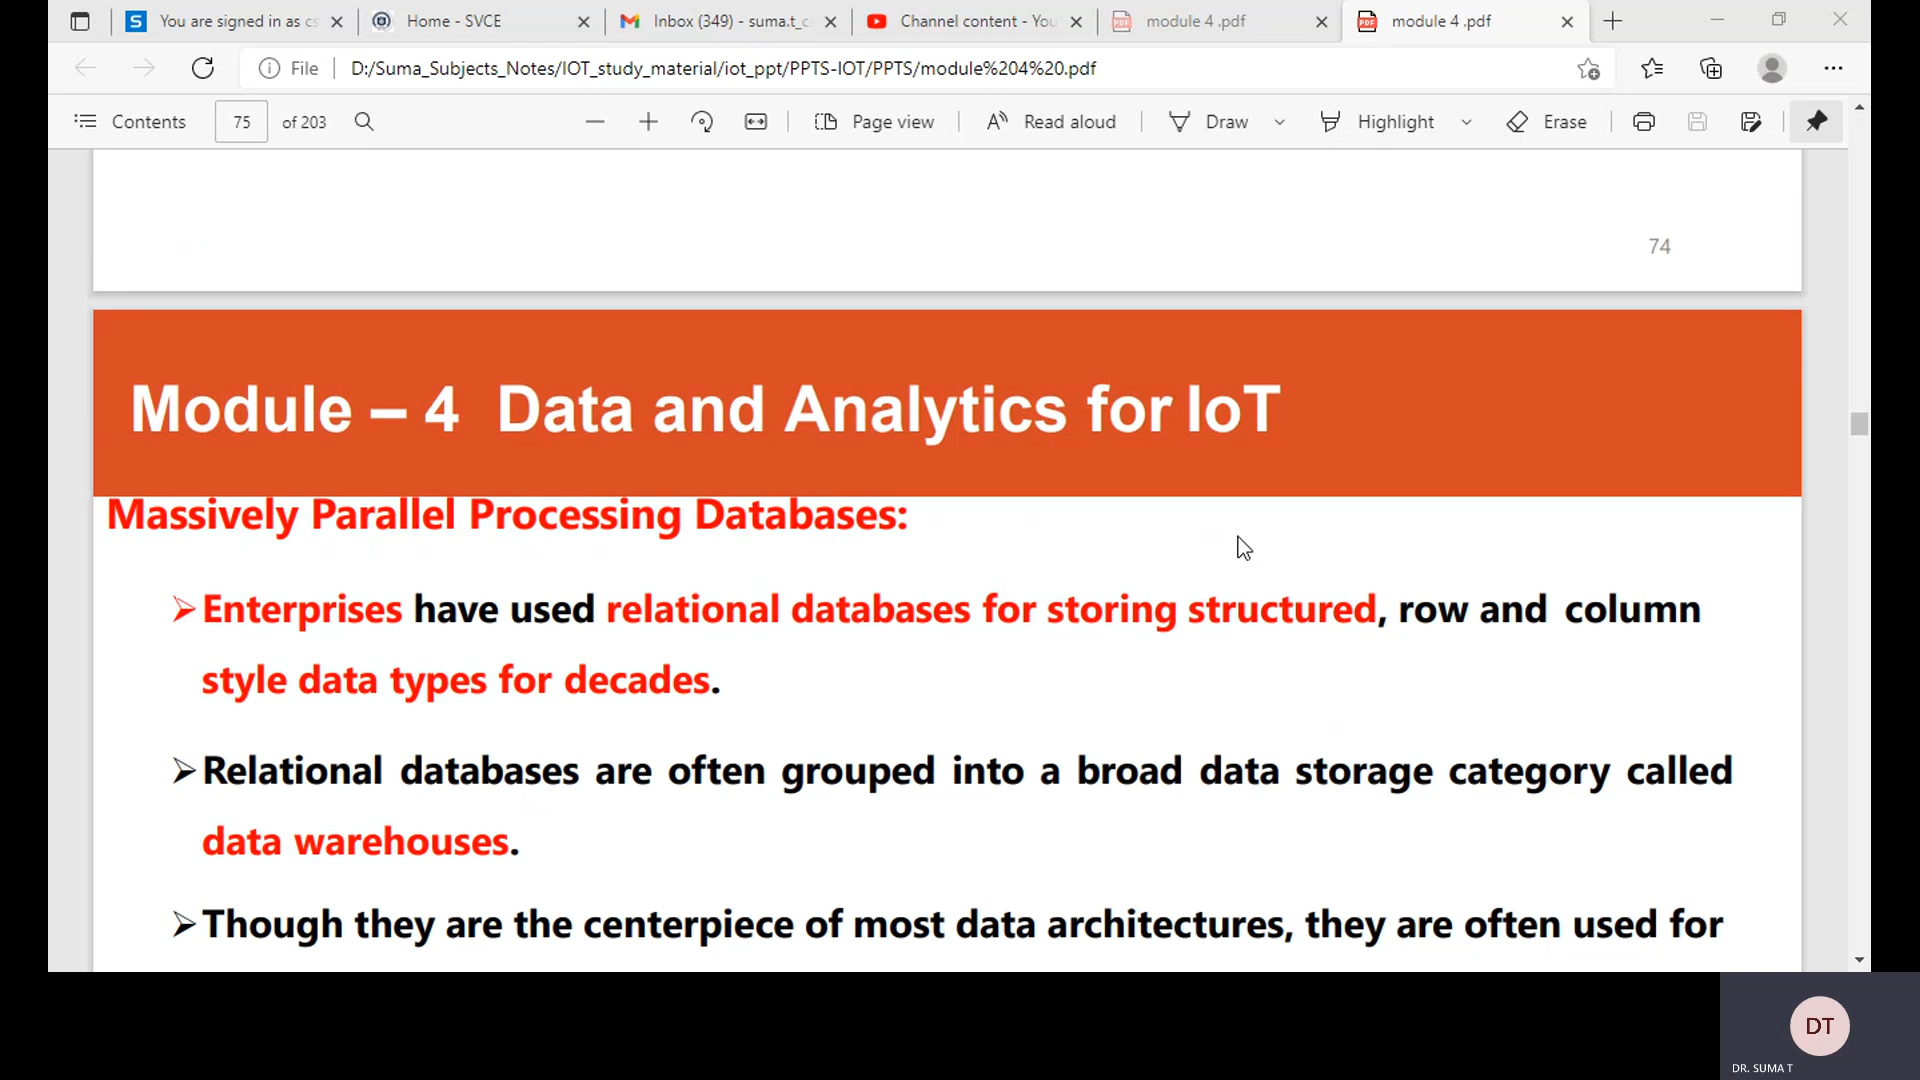 You are signed in as cs
Home - SVCE
Inbox (349) - suma.t_c
Channel content - You
module 4 .pdf
module 4 .pdf
File
D:/Suma_Subjects_Notes/IOT_study_material/iot_ppt/PPTS-IOT/PPTS/module%204%20.pdf
Contents
75
of 203
Page view
Read aloud
Draw
Highlight
Erase
74
Module – 4 Data and Analytics for IoT
Massively Parallel Processing Databases:
➢Enterprises have used relational databases for storing structured, row and column
style data types for decades.
➢Relational databases are often grouped into a broad data storage category called
data warehouses.
➢Though they are the centerpiece of most data architectures, they are often used for
DT
DR. SUMA T